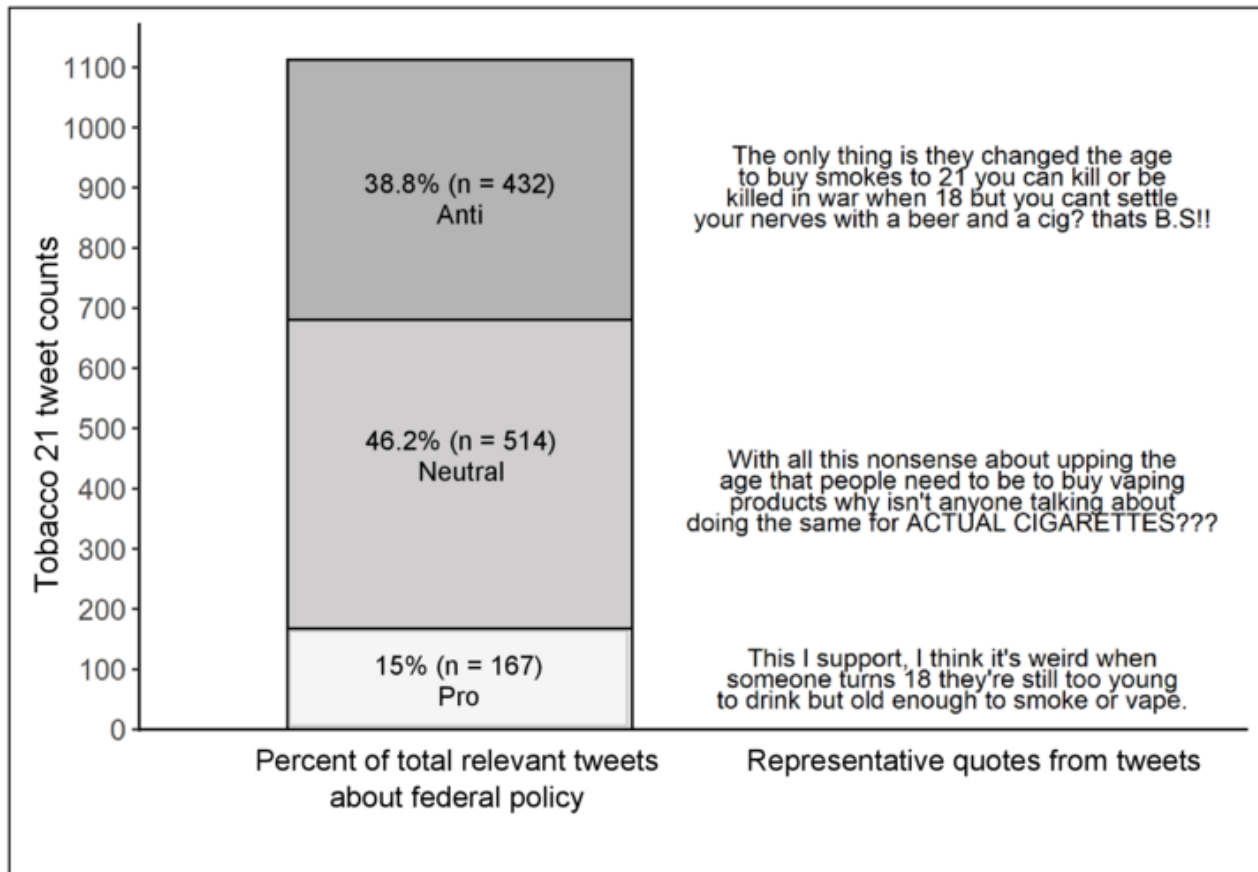 Tobacco 21 tweet counts
1100
1000
900
800
700
600
500
400
300
200
100
0
38.8% (n = 432)
Anti
46.2% (n = 514)
Neutral
15% (n = 167)
Pro
The only thing is they changed the age
to buy smokes to 21 you can kill or be
killed in war when 18 but you cant settle
your nerves with a beer and a cig? thats B.S!!
With all this nonsense about upping the
age that people need to be to buy vaping
products why isn't anyone talking about
doing the same for ACTUAL CIGARETTES???
This I support, I think it's weird when
someone turns 18 they're still too young
to drink but old enough to smoke or vape.
Percent of total relevant tweets
about federal policy
Representative quotes from tweets